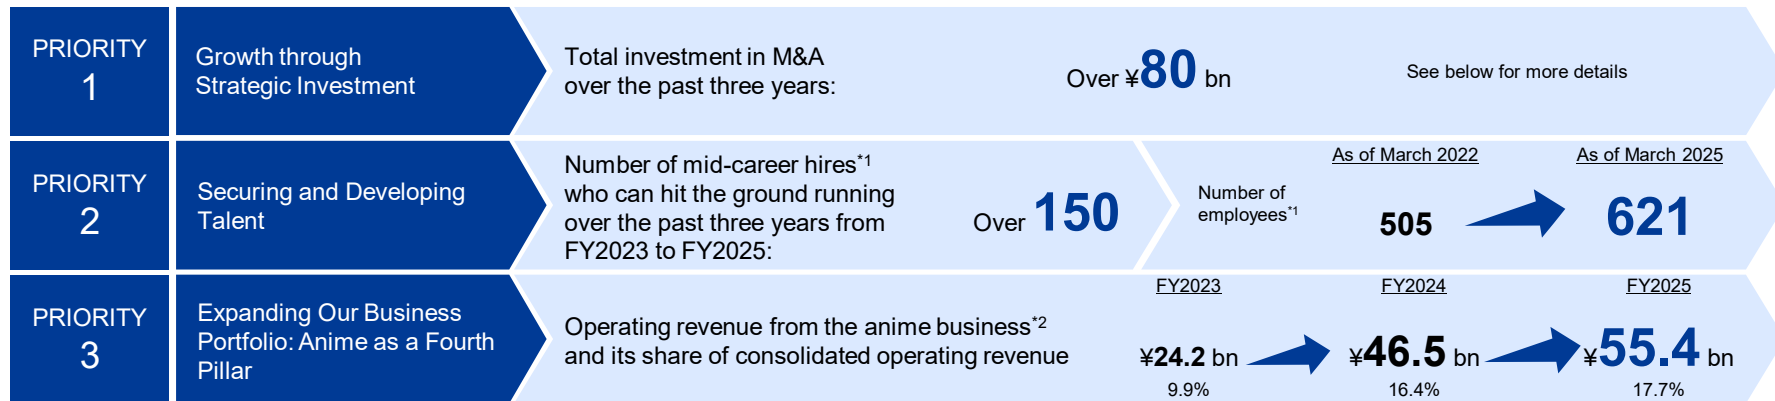 PRIORITY
1
Growth through
Strategic Investment
Total investment in M&A
over the past three years:
Over ¥80 bn
See below for more details
PRIORITY
2
Securing and Developing
Talent
Number of mid-career hires*1
who can hit the ground running
over the past three years from
FY2023 to FY2025:
Over 150
Number of
employees*1
As of March 2022
505
As of March 2025
621
PRIORITY
3
Expanding Our Business
Portfolio: Anime as a Fourth
Pillar
Operating revenue from the anime business*2
and its share of consolidated operating revenue
FY2023
¥24.2 bn
9.9%
FY2024
¥46.5 bn
16.4%
FY2025
¥55.4 bn
17.7%